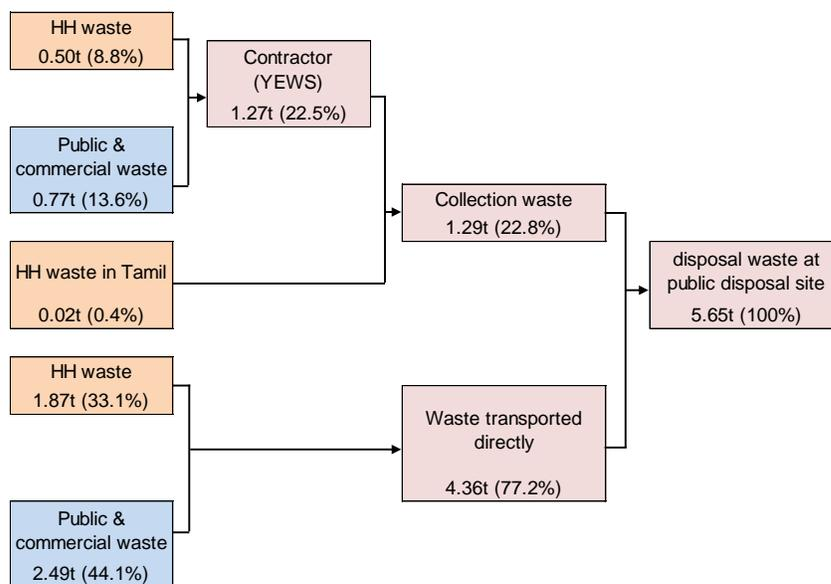 HH waste
0.50t (8.8%)
Public &
commercial waste
0.77t (13.6%)
HH waste in Tamil
0.02t (0.4%)
HH waste
1.87t (33.1%)
Public &
commercial waste
2.49t (44.1%)
Contractor
(YEWS)
1.27t (22.5%)
Collection waste
1.29t (22.8%)
Waste transported
directly
4.36t (77.2%)
disposal waste at
public disposal site
5.65t (100%)